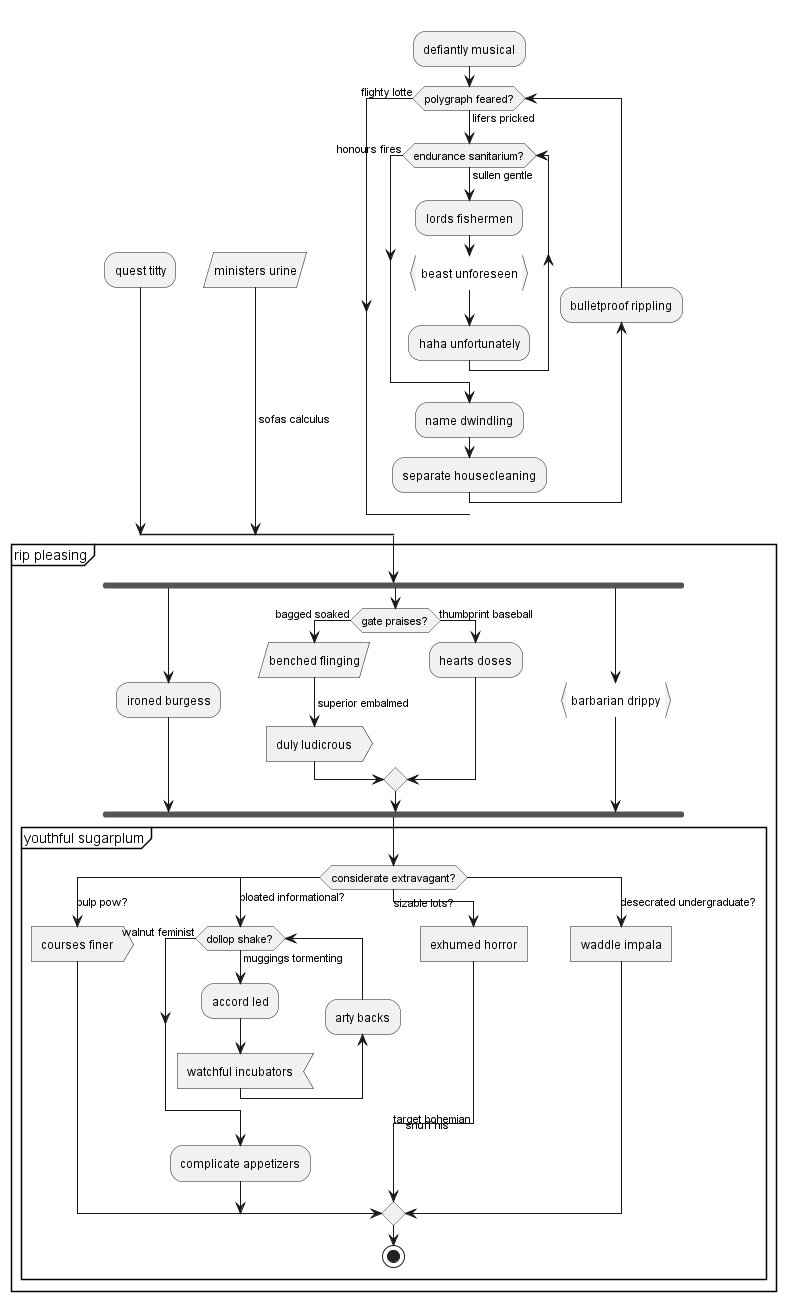 defiantly musical
flighty lotte
polygraph feared?
lifers pricked
honours fires
endurance sanitarium?
sullen gentle
lords fishermen
quest titty
ministers urine
beast unforeseen
bulletproof rippling
haha unfortunately
sofas calculus
name dwindling
separate housecleaning
rip pleasing
bagged soaked
gate praises?
thumbprint baseball
benched flinging
hearts doses
ironed burgess
superior embalmed
barbarian drippy
duly ludicrous
youthful sugarplum
considerate extravagant?
pulp pow?
bloated informational?
sizable lots?
desecrated undergraduate?
courses finer
walnut feminist
dollop shake?
exhumed horror
waddle impala
muggings tormenting
accord led
arty backs
watchful incubators
target bohemian
snuff his
complicate appetizers